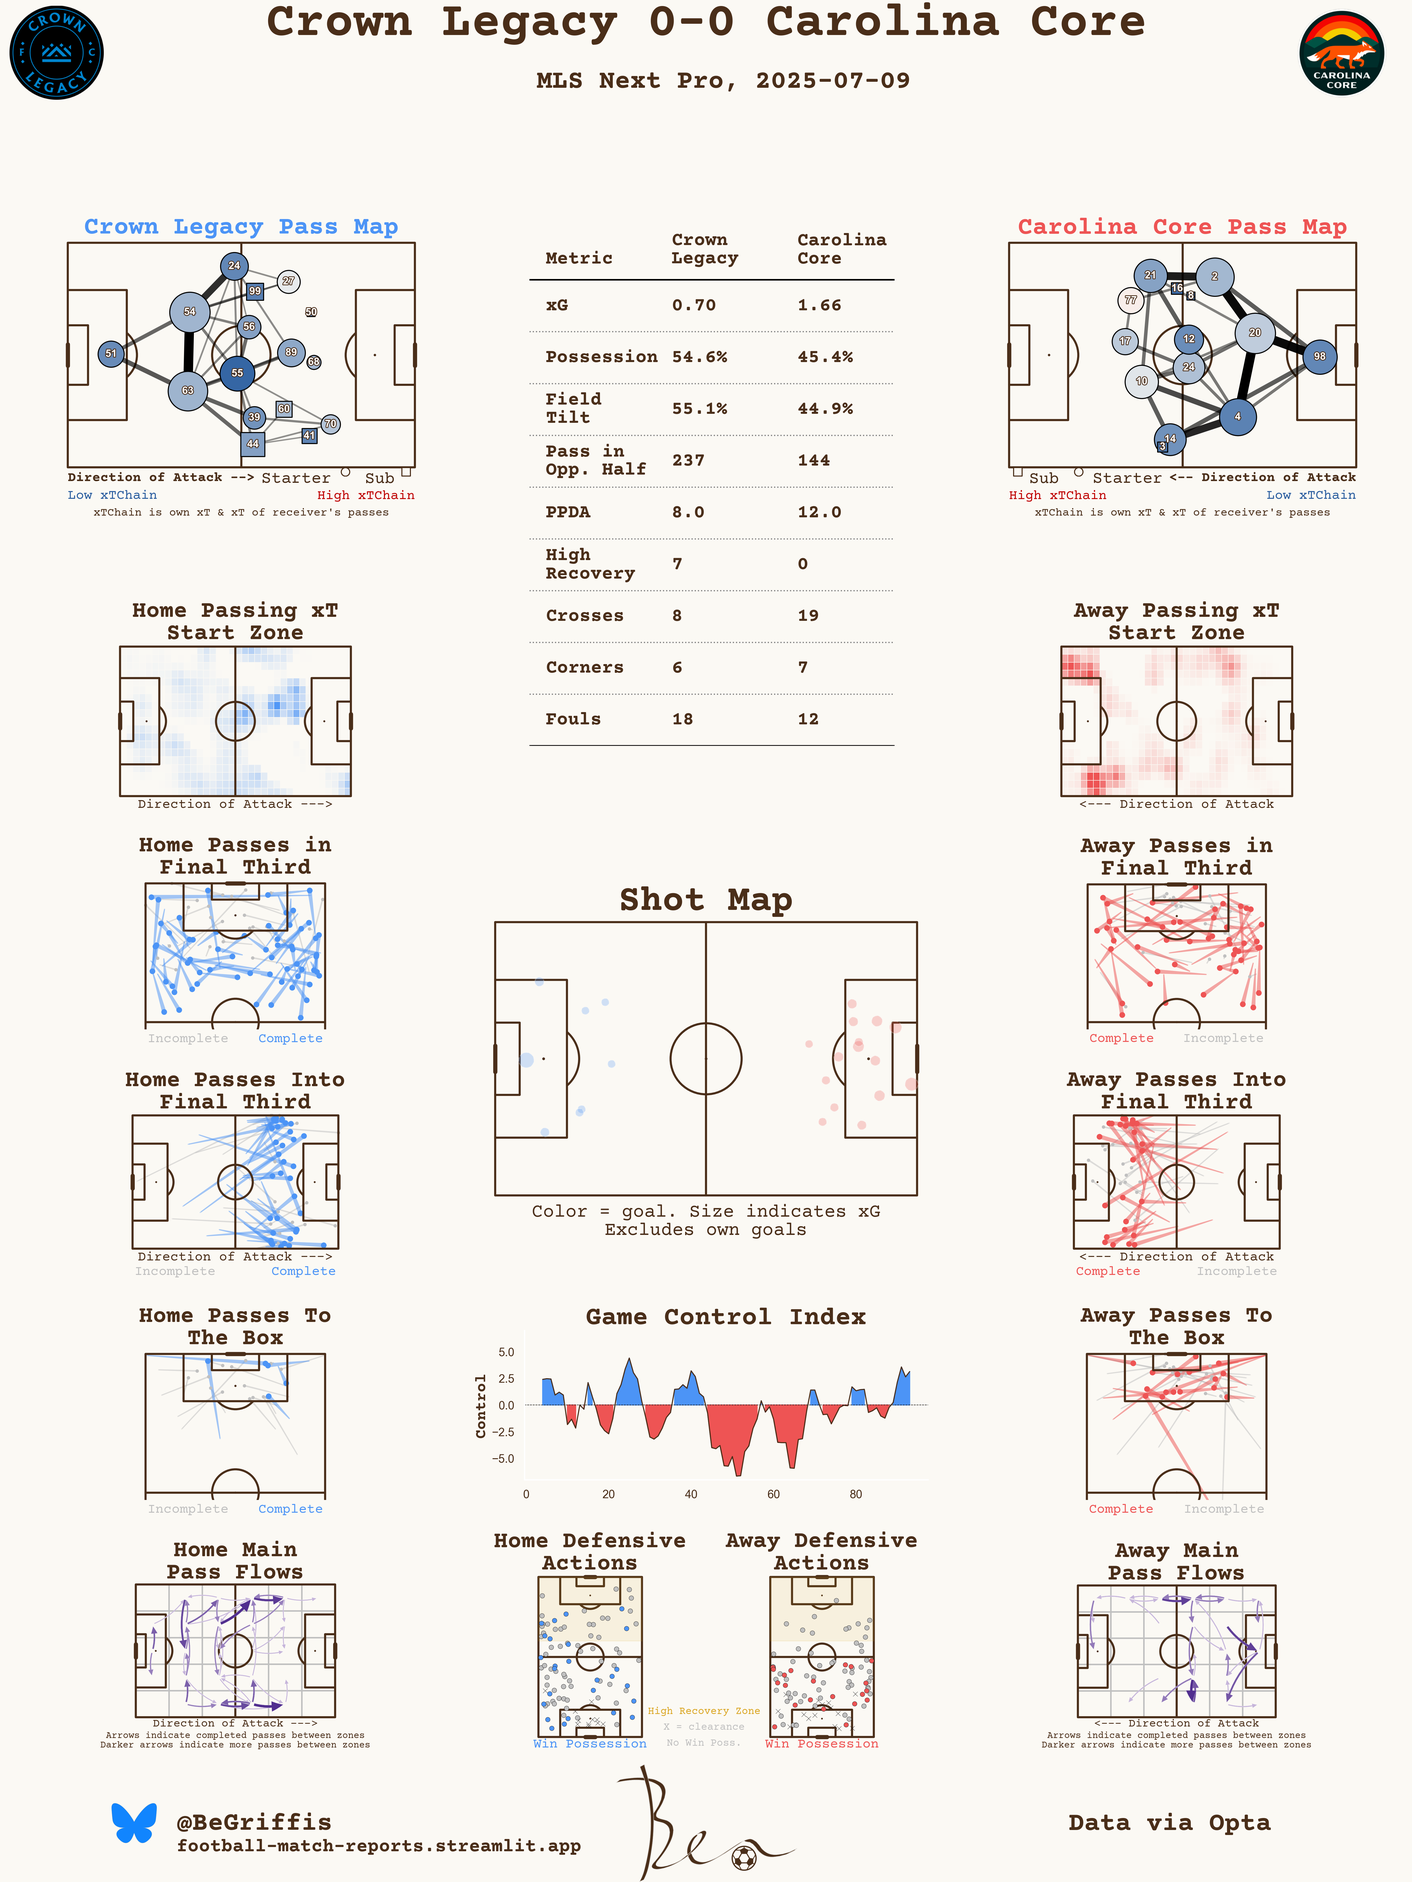 Crown Legacy 0-0 Carolina Core
MLS Next Pro, 2025-07-09
CROWN
F C
LEGACY
CAROLINA
CORE
Crown Legacy Pass Map
24
27
99
54
50
56
51
89
68
55
63
39
60
70
44
41
Direction of Attack --> Starter Sub
Low xTChain High xTChain
xTChain is own xT & xT of receiver's passes
Metric Crown Legacy Carolina Core
xG 0.70 1.66
Possession 54.6% 45.4%
Field Tilt 55.1% 44.9%
Pass in Opp. Half 237 144
PPDA 8.0 12.0
High Recovery 7 0
Crosses 8 19
Corners 6 7
Fouls 18 12
Carolina Core Pass Map
21
2
16
8
77
20
17
12
98
24
10
4
14
3
Sub Starter <-- Direction of Attack
High xTChain Low xTChain
xTChain is own xT & xT of receiver's passes
Home Passing xT
Start Zone
Direction of Attack --->
Away Passing xT
Start Zone
<--- Direction of Attack
Home Passes in
Final Third
Incomplete Complete
Away Passes in
Final Third
Complete Incomplete
Shot Map
Color = goal. Size indicates xG
Excludes own goals
Home Passes Into
Final Third
Direction of Attack --->
Incomplete Complete
Away Passes Into
Final Third
<--- Direction of Attack
Complete Incomplete
Home Passes To
The Box
Incomplete Complete
Game Control Index
Control
5.0
2.5
0.0
−2.5
−5.0
0 20 40 60 80
Away Passes To
The Box
Complete Incomplete
Home Main
Pass Flows
Direction of Attack --->
Arrows indicate completed passes between zones
Darker arrows indicate more passes between zones
Home Defensive
Actions
Win Possession
High Recovery Zone
X = clearance
No Win Poss.
Away Defensive
Actions
Win Possession
Away Main
Pass Flows
<--- Direction of Attack
Arrows indicate completed passes between zones
Darker arrows indicate more passes between zones
@BeGriffis
football-match-reports.streamlit.app
Ben
Data via Opta